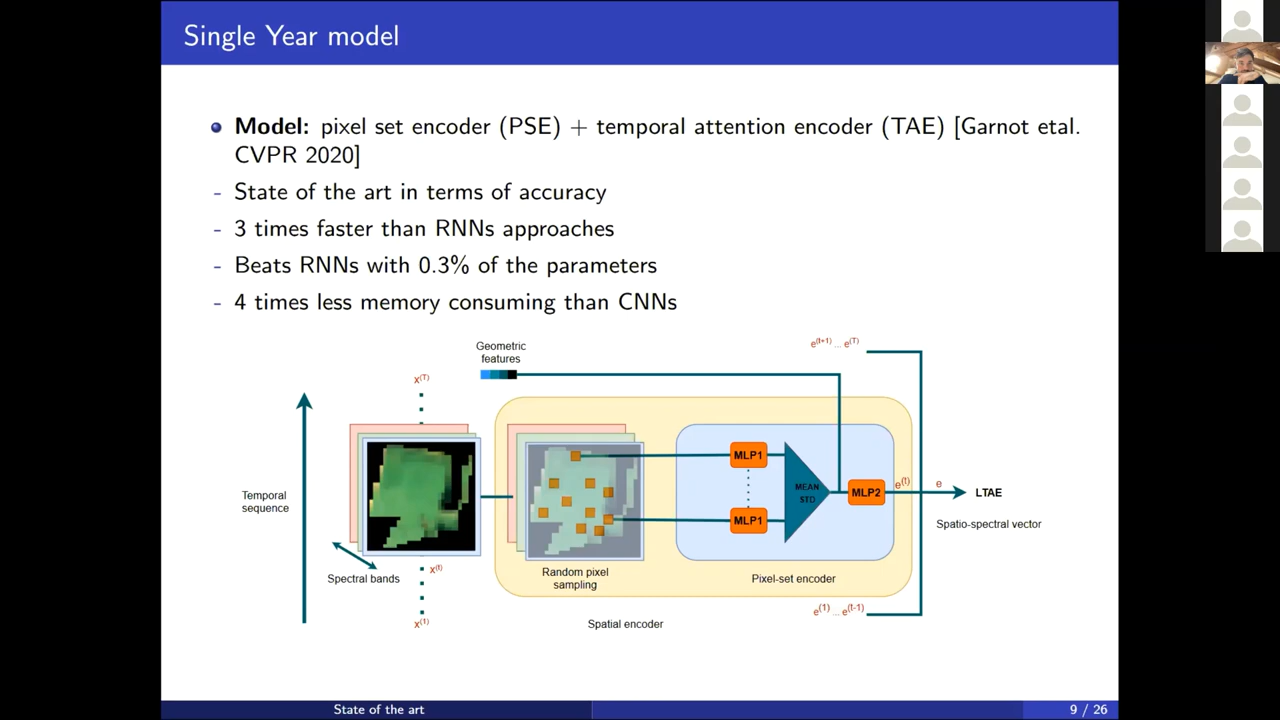 Single Year model
Model: pixel set encoder (PSE) + temporal attention encoder (TAE) [Garnot etal.
CVPR 2020]
- State of the art in terms of accuracy
- 3 times faster than RNNs approaches
- Beats RNNs with 0.3% of the parameters
- 4 times less memory consuming than CNNs
Geometric
features
e(t+1) ... e(T)
x(T)
MLP1
MEAN
STD
MLP2
e(t)
e
LTAE
Temporal
sequence
MLP1
Spatio-spectral vector
Spectral bands
x(t)
Random pixel
sampling
Pixel-set encoder
x(1)
Spatial encoder
e(1) ... e(t-1)
State of the art
9 / 26